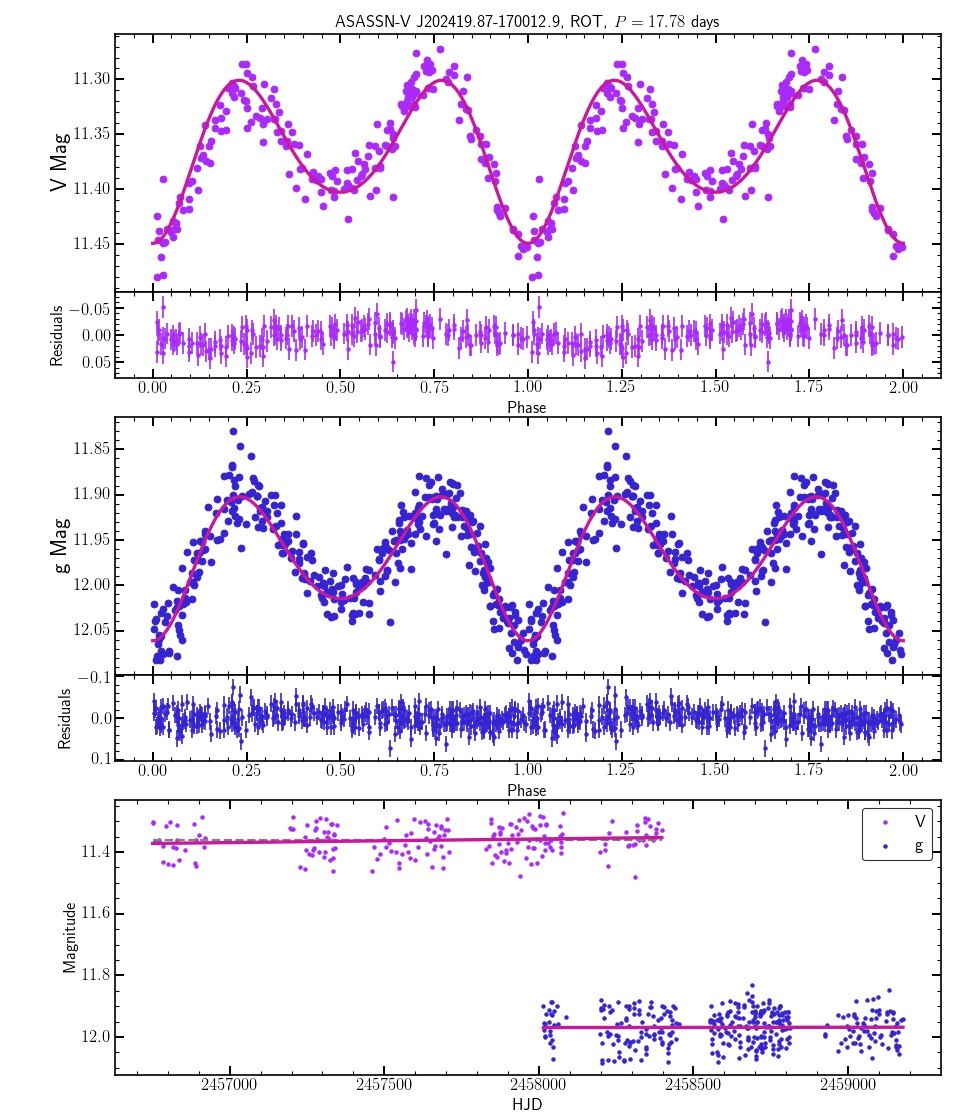 ASASSN-V J202419.87-170012.9, ROT, P = 17.78 days
V Mag
11.30
11.35
11.40
11.45
Residuals
−0.05
0.00
0.05
0.00 0.25 0.50 0.75 1.00 1.25 1.50 1.75 2.00
Phase
g Mag
11.85
11.90
11.95
12.00
12.05
Residuals
−0.1
0.0
0.1
0.00 0.25 0.50 0.75 1.00 1.25 1.50 1.75 2.00
Phase
Magnitude
11.4
11.6
11.8
12.0
V
g
2457000 2457500 2458000 2458500 2459000
HJD